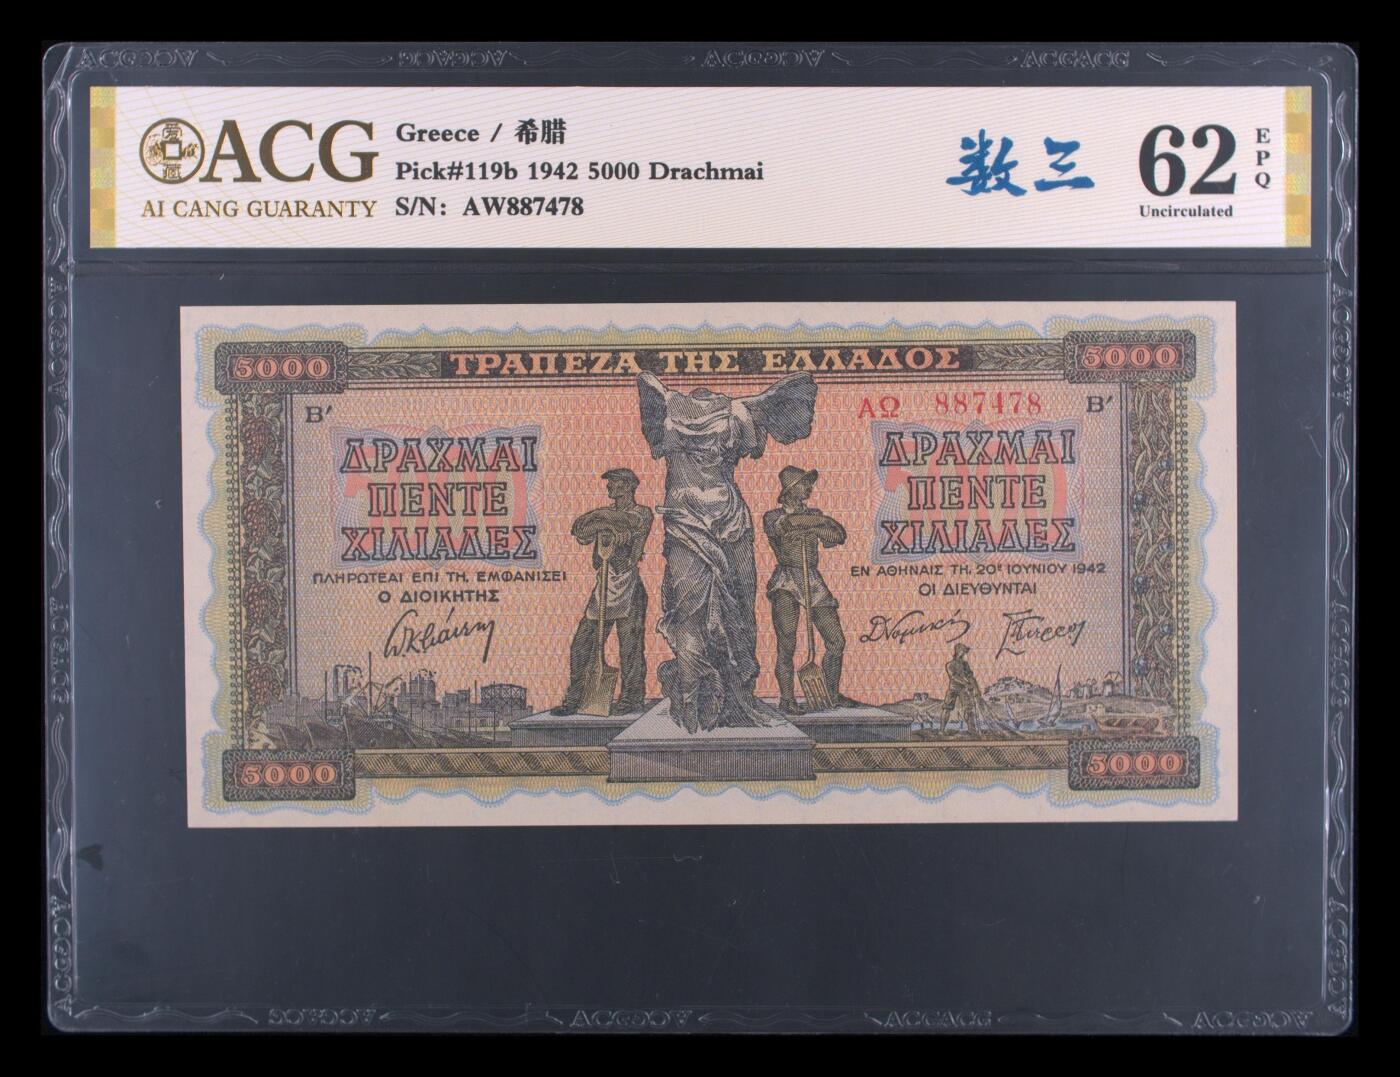 ACG
AI CANG GUARANTY
Greece / 希腊
Pick#119b 1942 5000 Drachmai
S/N: AW887478
数三
62
EPQ
Uncirculated
5000
ΤΡΑΠΕΖΑ ΤΗΣ ΕΛΛΑΔΟΣ
5000
Β′
ΑΩ 887478
Β′
ΔΡΑΧΜΑΙ
ΠΕΝΤΕ
ΧΙΛΙΑΔΕΣ
ΔΡΑΧΜΑΙ
ΠΕΝΤΕ
ΧΙΛΙΑΔΕΣ
ΠΛΗΡΩΤΕΑΙ ΕΠΙ ΤΗ, ΕΜΦΑΝΙΣΕΙ
Ο ΔΙΟΙΚΗΤΗΣ
ΕΝ ΑΘΗΝΑΙΣ ΤΗ, 20ῌ ΙΟΥΝΙΟΥ 1942
ΟΙ ΔΙΕΥΘΥΝΤΑΙ
5000
5000